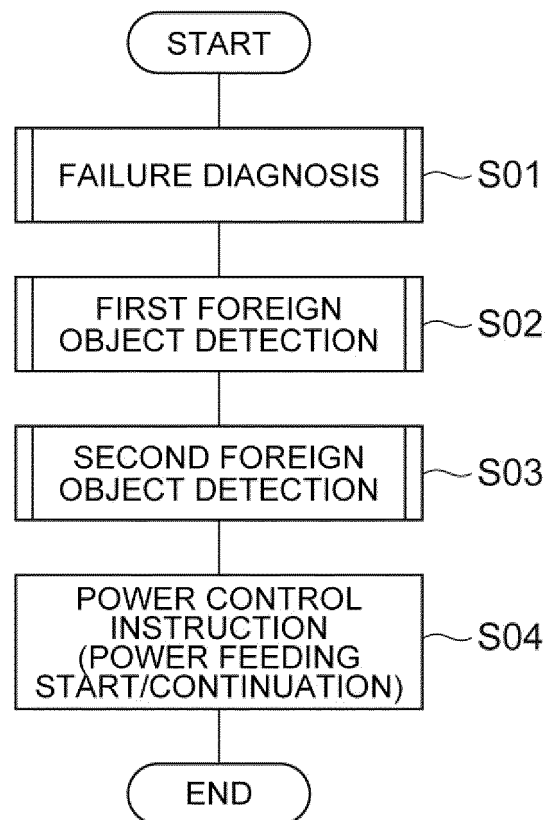 START
FAILURE DIAGNOSIS
S01
FIRST FOREIGN
OBJECT DETECTION
S02
SECOND FOREIGN
OBJECT DETECTION
S03
POWER CONTROL
INSTRUCTION
(POWER FEEDING
START/CONTINUATION)
S04
END